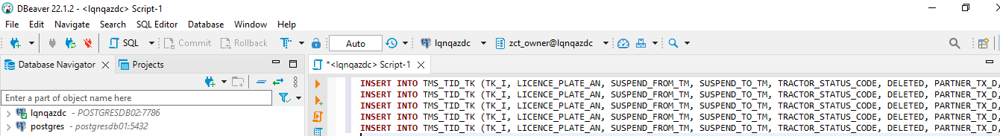 DBeaver 22.1.2 - <lqnqazdc> Script-1
File Edit Navigate Search SQL Editor Database Window Help
SQL Commit Rollback Auto lqnqazdc zct_owner@lqnqazdc
Database Navigator Projects
*<lqnqazdc> Script-1
Enter a part of object name here
lqnqazdc - POSTGRESDB02:7786
postgres - postgresdb01:5432
INSERT INTO TMS_TID_TK (TK_I, LICENCE_PLATE_AN, SUSPEND_FROM_TM, SUSPEND_TO_TM, TRACTOR_STATUS_CODE, DELETED, PARTNER_TX_D,
INSERT INTO TMS_TID_TK (TK_I, LICENCE_PLATE_AN, SUSPEND_FROM_TM, SUSPEND_TO_TM, TRACTOR_STATUS_CODE, DELETED, PARTNER_TX_D,
INSERT INTO TMS_TID_TK (TK_I, LICENCE_PLATE_AN, SUSPEND_FROM_TM, SUSPEND_TO_TM, TRACTOR_STATUS_CODE, DELETED, PARTNER_TX_D,
INSERT INTO TMS_TID_TK (TK_I, LICENCE_PLATE_AN, SUSPEND_FROM_TM, SUSPEND_TO_TM, TRACTOR_STATUS_CODE, DELETED, PARTNER_TX_D,
INSERT INTO TMS_TID_TK (TK_I, LICENCE_PLATE_AN, SUSPEND_FROM_TM, SUSPEND_TO_TM, TRACTOR_STATUS_CODE, DELETED, PARTNER_TX_D,